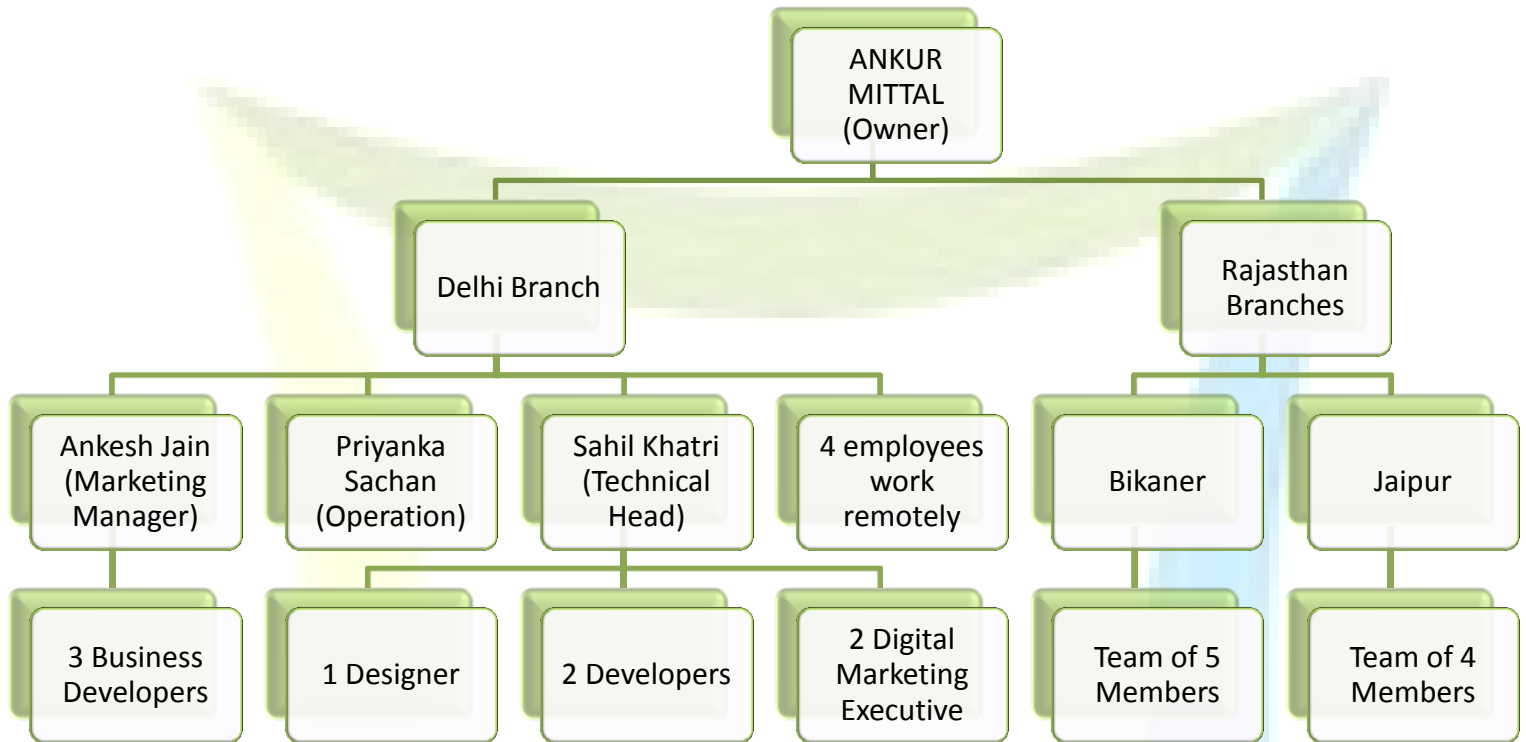 ANKUR
MITTAL
(Owner)
Delhi Branch
Rajasthan
Branches
Ankesh Jain
(Marketing
Manager)
Priyanka
Sachan
(Operation)
Sahil Khatri
(Technical
Head)
4 employees
work
remotely
Bikaner
Jaipur
3 Business
Developers
1 Designer
2 Developers
2 Digital
Marketing
Executive
Team of 5
Members
Team of 4
Members